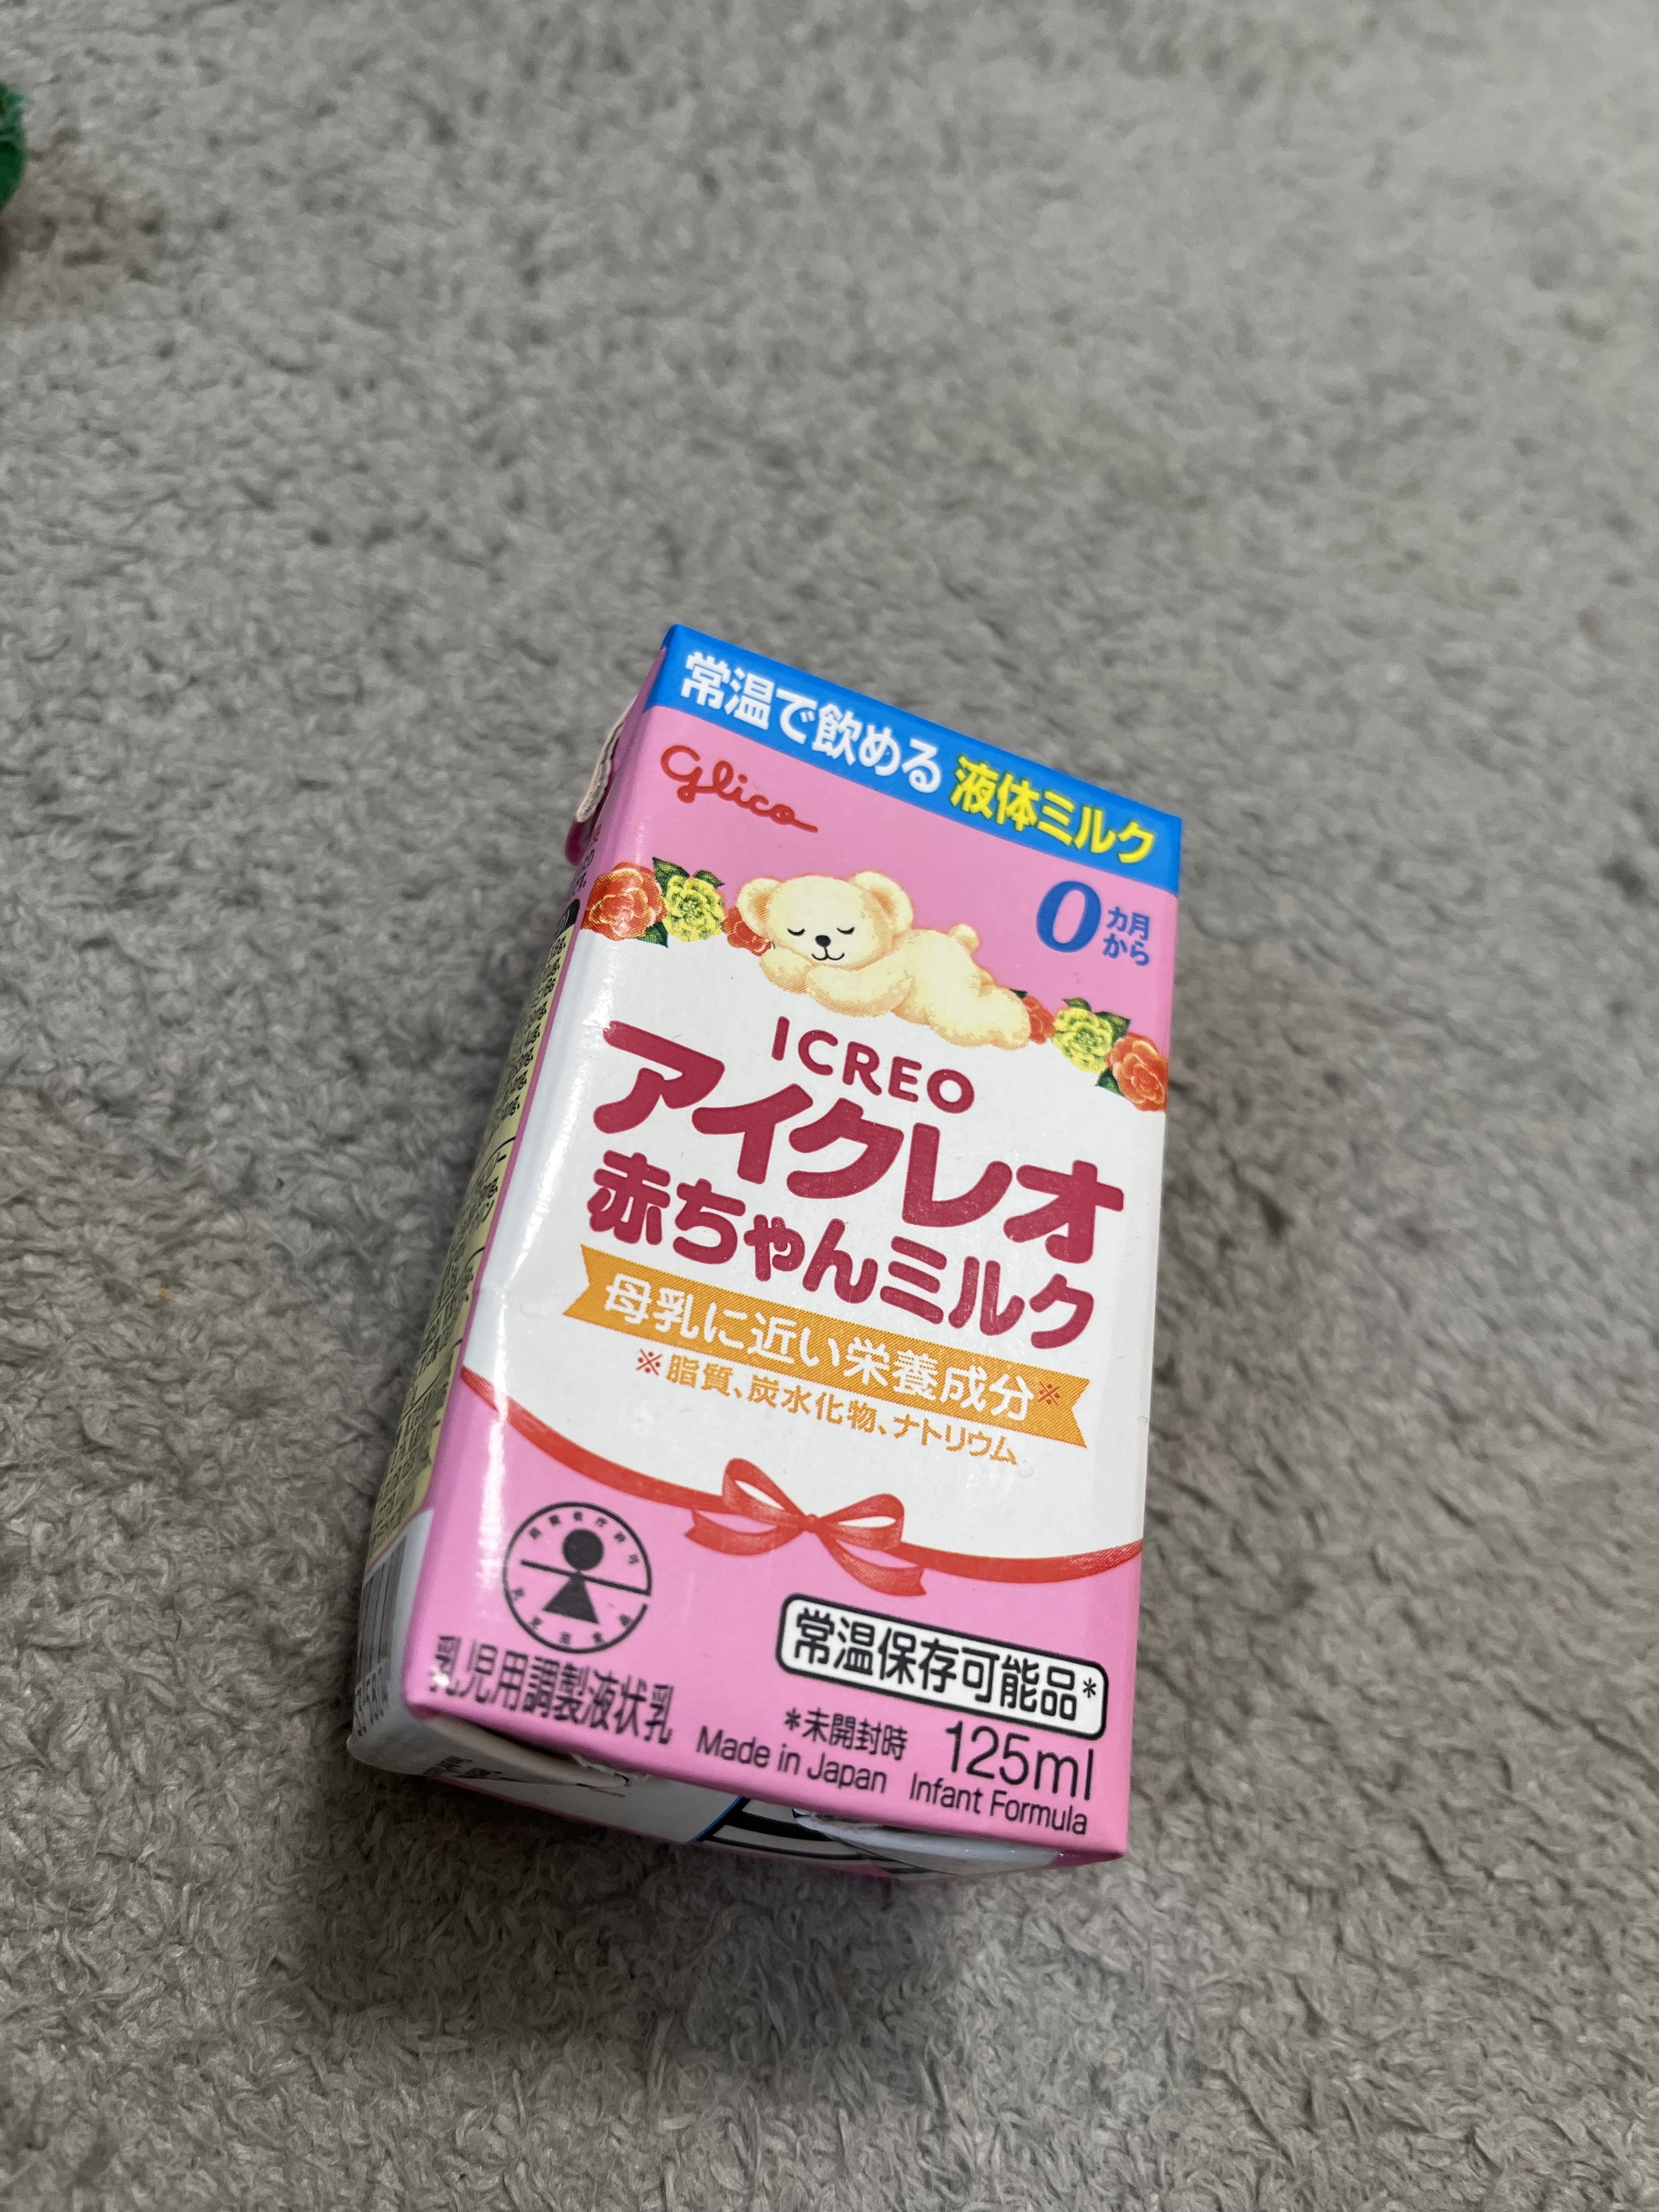 常温で飲める 液体ミルク
glico
0ヵ月から
ICREO
アイクレオ
赤ちゃんミルク
母乳に近い栄養成分※
※脂質、炭水化物、ナトリウム
常温保存可能品*
*未開封時 125ml
乳児用調製液状乳
Made in Japan Infant Formula